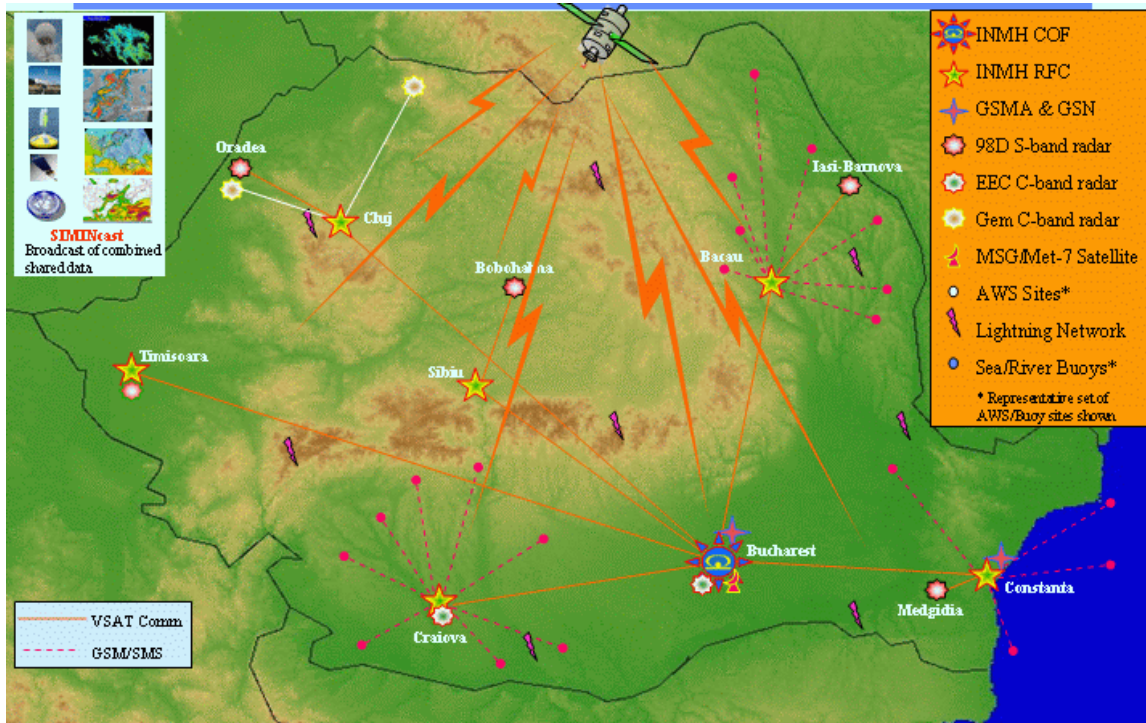 SIMINcast
Broadcast of combined
shared data
Oradea
Cluj
Iasi-Barnova
Bacau
Bobohalma
Timisoara
Sibiu
Bucharest
Constanta
Medgidia
Craiova
INMH COF
INMH RFC
GSMA & GSN
98D S-band radar
EEC C-band radar
Gem C-band radar
MSG/Met-7 Satellite
AWS Sites*
Lightning Network
Sea/River Buoys*
* Representative set of
AWS/Buoy sites shown
VSAT Comm
GSM/SMS